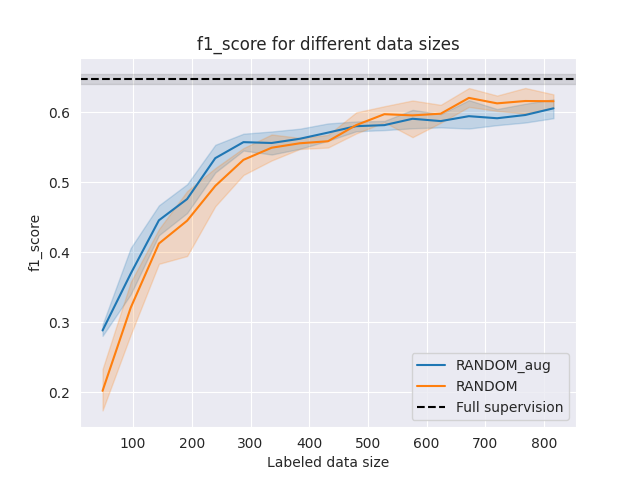 f1_score for different data sizes
f1_score
0.6
0.5
0.4
0.3
0.2
RANDOM_aug
RANDOM
Full supervision
100 200 300 400 500 600 700 800
Labeled data size